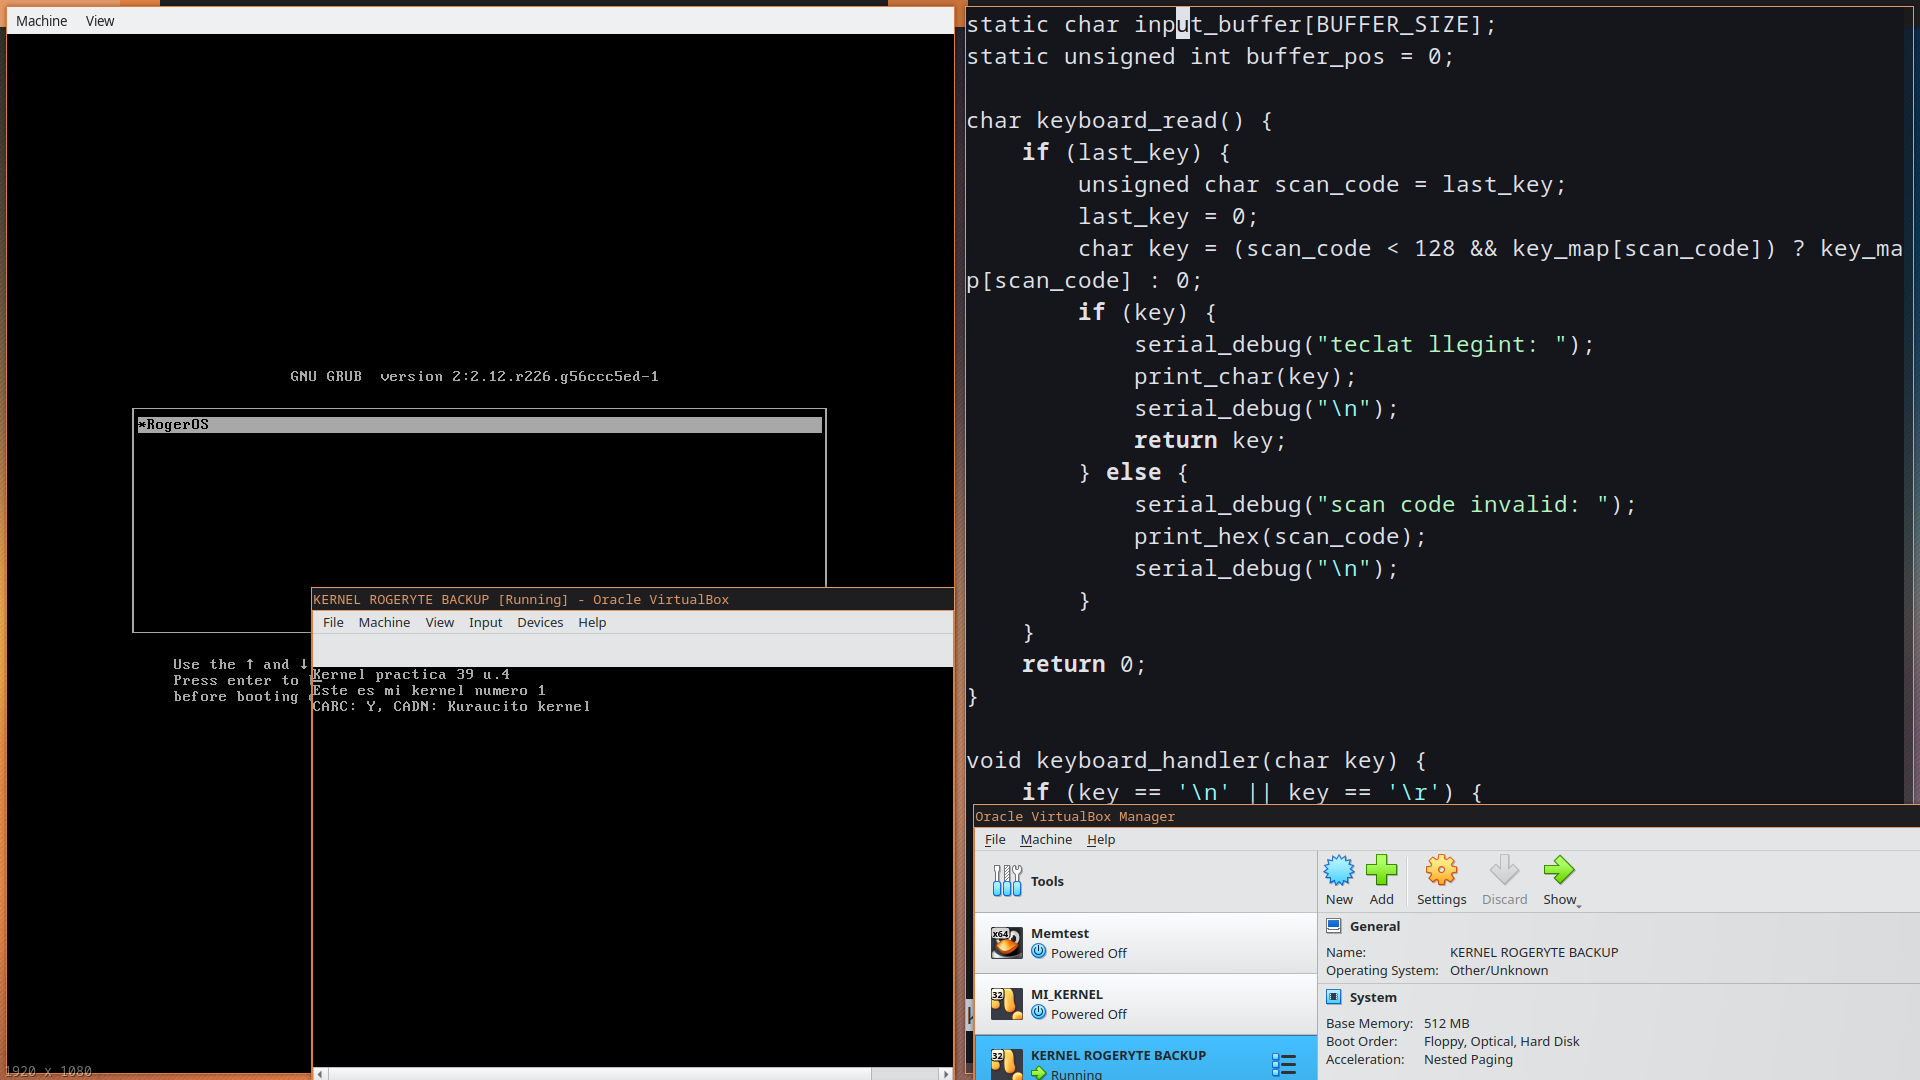 Machine View
GNU GRUB  version 2:2.12.r226.g56ccc5ed-1
*RogerOS
Use the ↑ and ↓
Press enter to
before booting
1920 x 1080
KERNEL ROGERYTE BACKUP [Running] - Oracle VirtualBox
File Machine View Input Devices Help
Kernel practica 39 u.4
Este es mi kernel numero 1
CARC: Y, CADN: Kuraucito kernel
static char input_buffer[BUFFER_SIZE];
static unsigned int buffer_pos = 0;
char keyboard_read() {
    if (last_key) {
        unsigned char scan_code = last_key;
        last_key = 0;
        char key = (scan_code < 128 && key_map[scan_code]) ? key_ma
p[scan_code] : 0;
        if (key) {
            serial_debug("teclat llegint: ");
            print_char(key);
            serial_debug("\n");
            return key;
        } else {
            serial_debug("scan code invalid: ");
            print_hex(scan_code);
            serial_debug("\n");
        }
    }
    return 0;
}
void keyboard_handler(char key) {
    if (key == '\n' || key == '\r') {
Oracle VirtualBox Manager
File Machine Help
Tools
Memtest
x64
Powered Off
MI_KERNEL
32
Powered Off
KERNEL ROGERYTE BACKUP
32
Running
New Add Settings Discard Show
General
Name: KERNEL ROGERYTE BACKUP
Operating System: Other/Unknown
System
Base Memory: 512 MB
Boot Order: Floppy, Optical, Hard Disk
Acceleration: Nested Paging